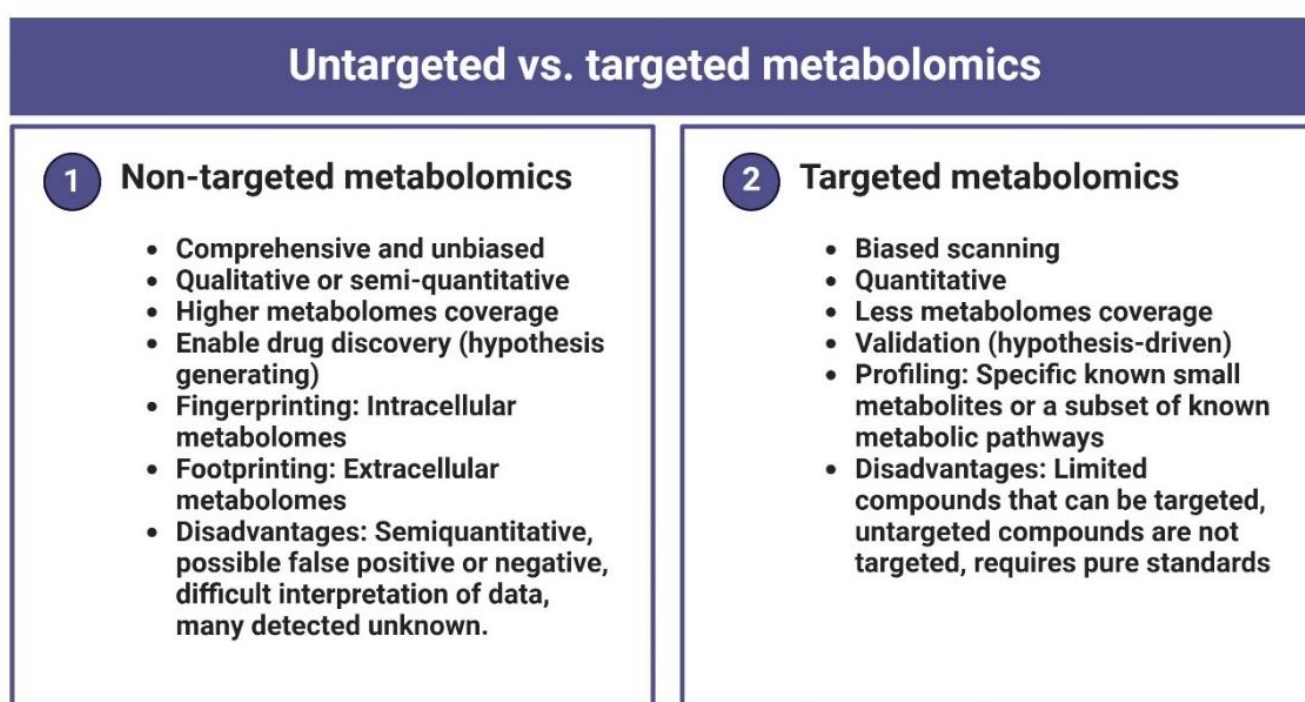 Untargeted vs. targeted metabolomics
1 Non-targeted metabolomics
• Comprehensive and unbiased
• Qualitative or semi-quantitative
• Higher metabolomes coverage
• Enable drug discovery (hypothesis
generating)
• Fingerprinting: Intracellular
metabolomes
• Footprinting: Extracellular
metabolomes
• Disadvantages: Semiquantitative,
possible false positive or negative,
difficult interpretation of data,
many detected unknown.
2 Targeted metabolomics
• Biased scanning
• Quantitative
• Less metabolomes coverage
• Validation (hypothesis-driven)
• Profiling: Specific known small
metabolites or a subset of known
metabolic pathways
• Disadvantages: Limited
compounds that can be targeted,
untargeted compounds are not
targeted, requires pure standards